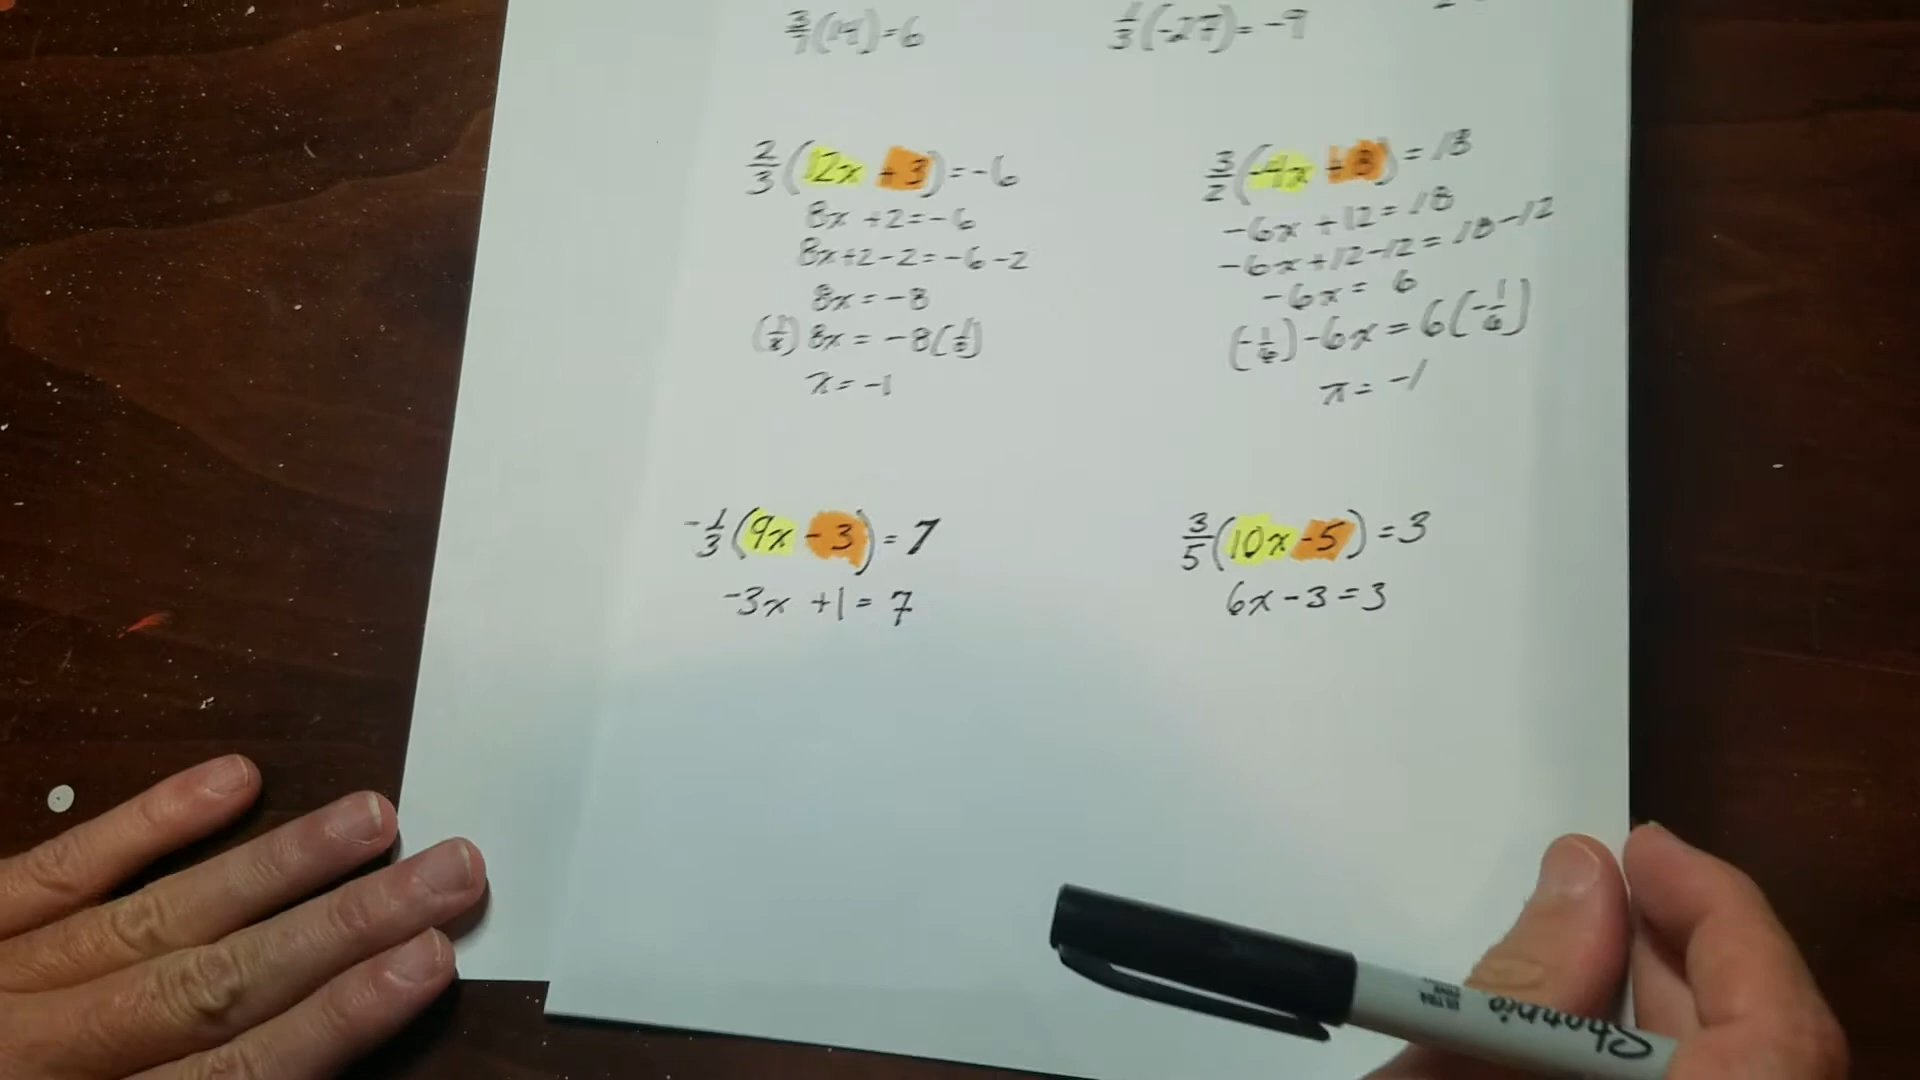 3/7(14)=6
1/3(-27)=-9
2/3(12x +3)=-6
8x +2=-6
8x+2-2=-6-2
8x=-8
(1/8)8x=-8(1/8)
x=-1
3/2(-4x +8)=18
-6x+12=18
-6x+12-12=18-12
-6x=6
(-1/6)-6x=6(-1/6)
x=-1
-1/3(9x-3)=7
-3x +1=7
3/5(10x-5)=3
6x-3=3
Sharpie